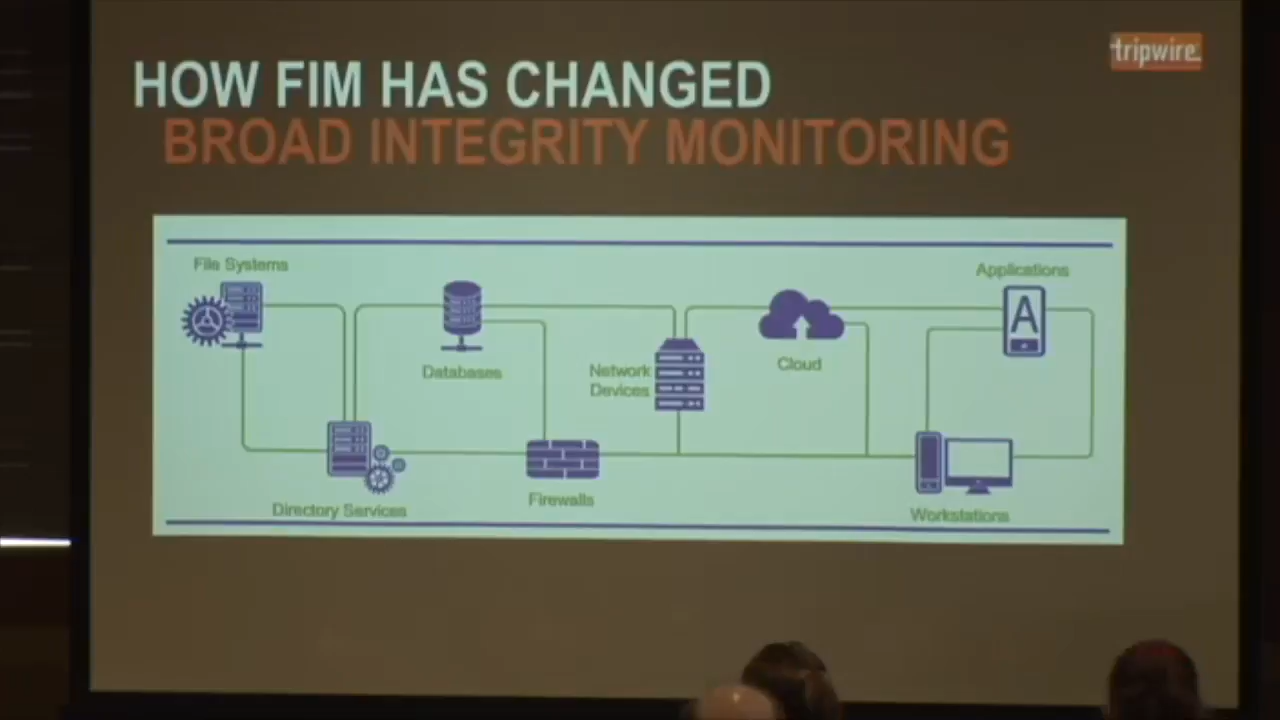 tripwire
HOW FIM HAS CHANGED
BROAD INTEGRITY MONITORING
File Systems
Applications
A
Databases
Network
Devices
Cloud
Directory Services
Firewalls
Workstations